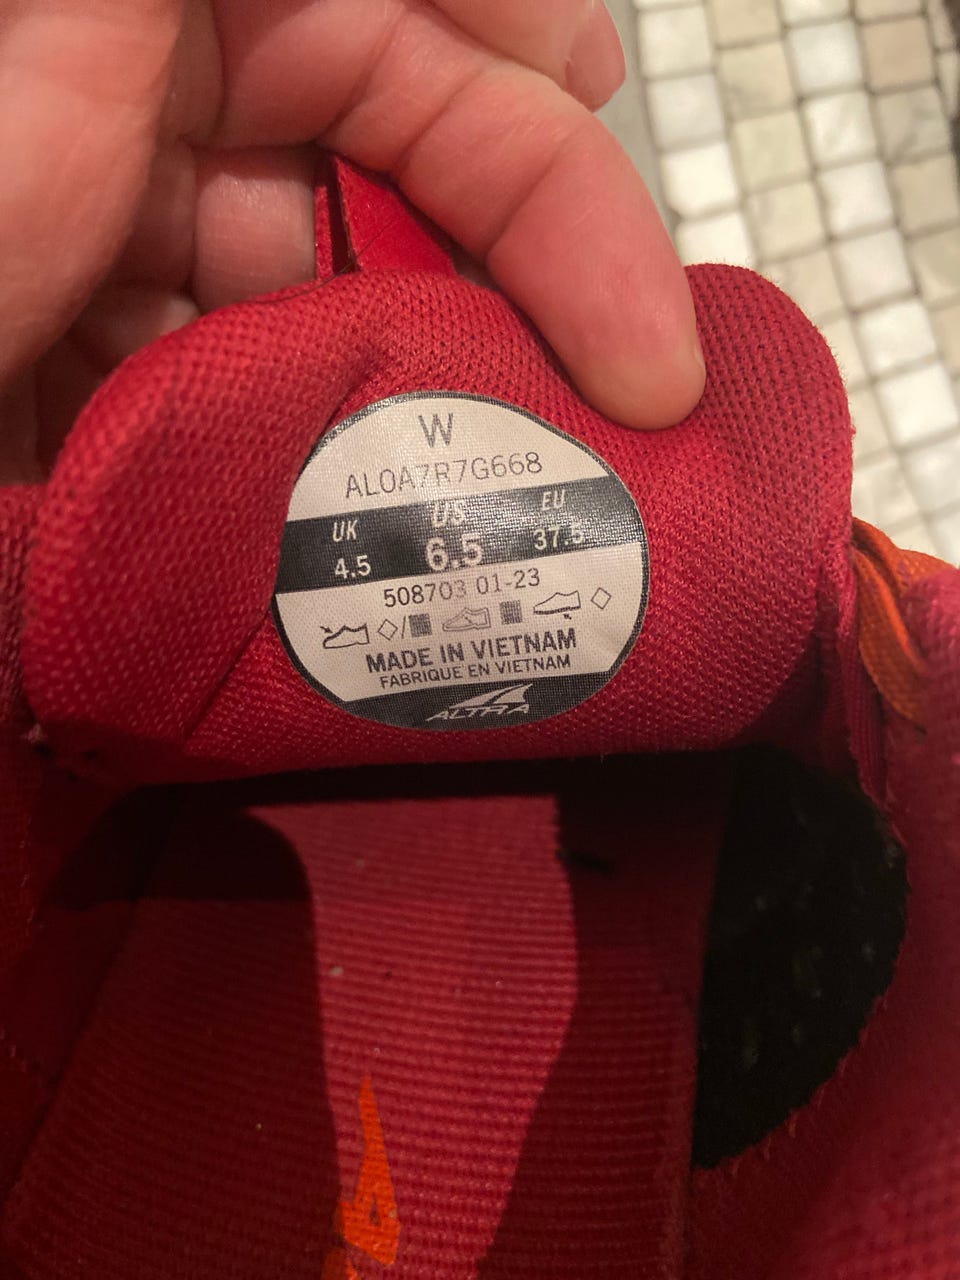 W
AL0A7R7G668
UK US EU
4.5 6.5 37.5
508703 01-23
/
MADE IN VIETNAM
FABRIQUE EN VIETNAM
ALTRA